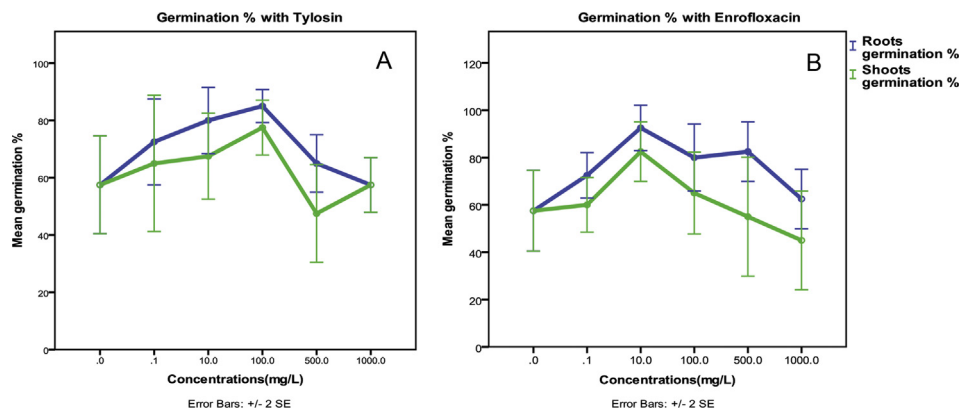 Germination % with Tylosin
A
Mean germination %
100
80
60
40
20
0
.0 .1 10.0 100.0 500.0 1000.0
Concentrations(mg/L)
Error Bars: +/- 2 SE
Germination % with Enrofloxacin
B
Mean germination %
120
100
80
60
40
20
0
.0 .1 10.0 100.0 500.0 1000.0
Concentrations(mg/L)
Error Bars: +/- 2 SE
Roots
germination %
Shoots
germination %